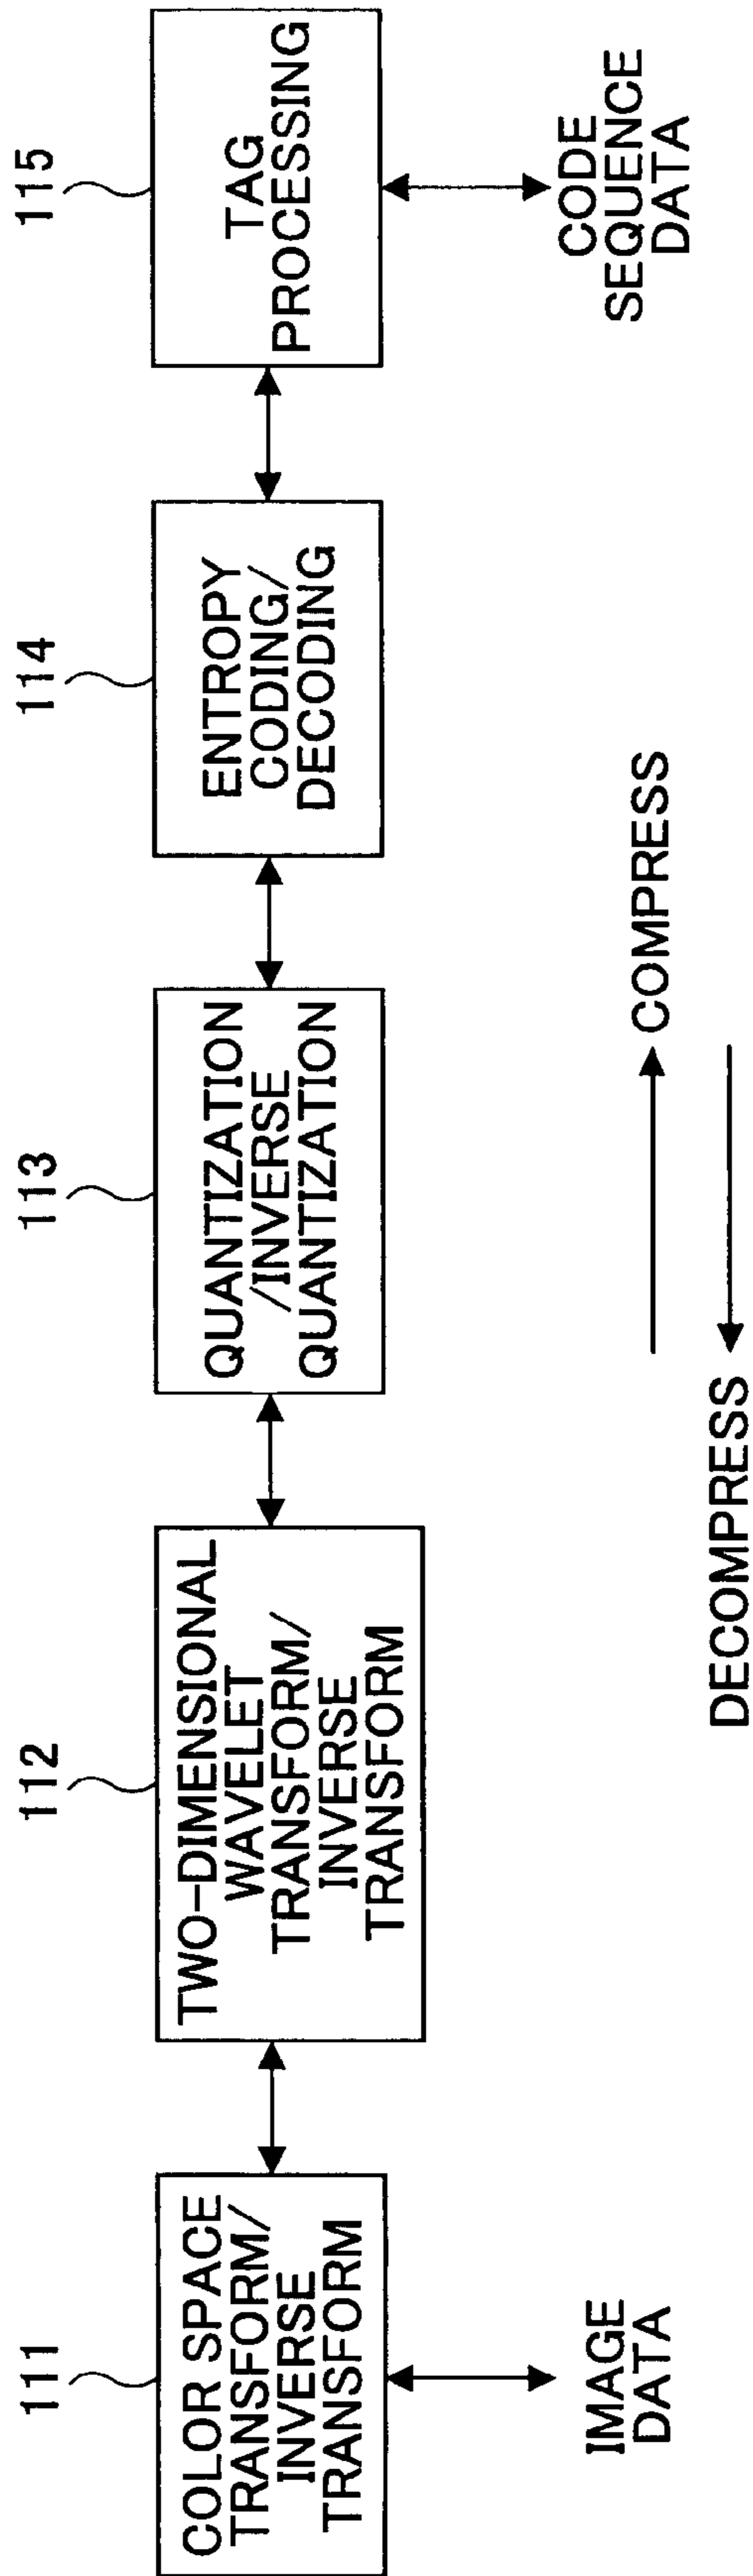 111
COLOR SPACE
TRANSFORM/
INVERSE
TRANSFORM
IMAGE
DATA
112
TWO-DIMENSIONAL
WAVELET
TRANSFORM/
INVERSE
TRANSFORM
113
QUANTIZATION
/INVERSE
QUANTIZATION
114
ENTROPY
CODING/
DECODING
115
TAG
PROCESSING
CODE
SEQUENCE
DATA
COMPRESS
DECOMPRESS